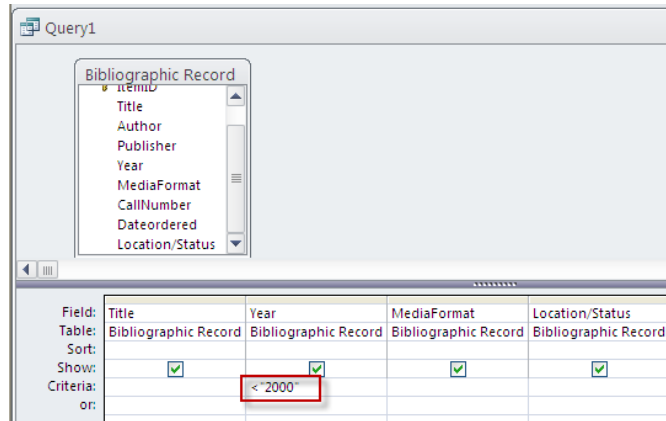 Query1
Bibliographic Record
ItemID
Title
Author
Publisher
Year
MediaFormat
CallNumber
Dateordered
Location/Status
Field: Title Year MediaFormat Location/Status
Table: Bibliographic Record Bibliographic Record Bibliographic Record Bibliographic Record
Sort:
Show:
Criteria: <"2000"
or: